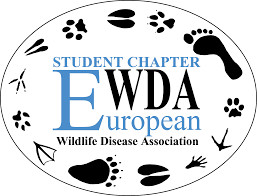 STUDENT CHAPTER
EWDA
European
Wildlife Disease Association